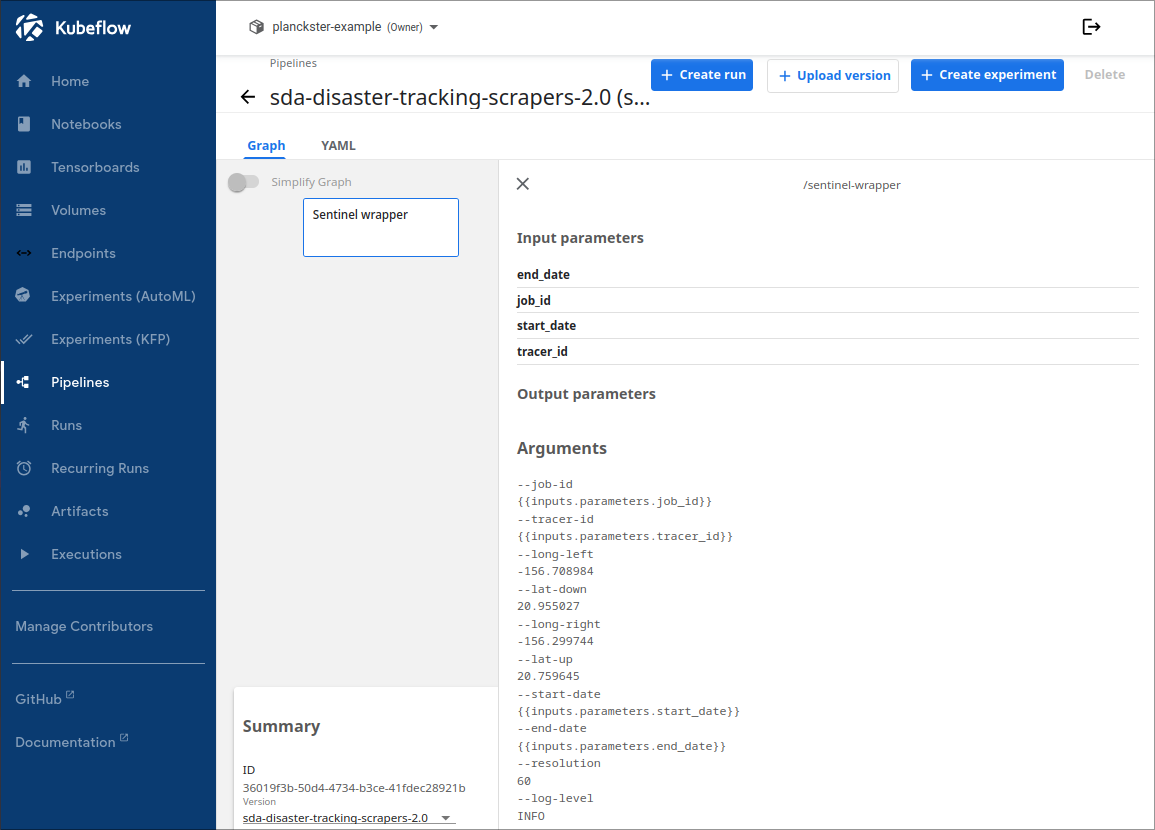 Kubeflow
Home
Notebooks
Tensorboards
Volumes
Endpoints
Experiments (AutoML)
Experiments (KFP)
Pipelines
Runs
Recurring Runs
Artifacts
Executions
Manage Contributors
GitHub
Documentation
planckster-example (Owner)
Pipelines
sda-disaster-tracking-scrapers-2.0 (s...
+ Create run
+ Upload version
+ Create experiment
Delete
Graph
YAML
Simplify Graph
Sentinel wrapper
Summary
ID
36019f3b-50d4-4734-b3ce-41fdec28921b
Version
sda-disaster-tracking-scrapers-2.0
/sentinel-wrapper
Input parameters
end_date
job_id
start_date
tracer_id
Output parameters
Arguments
--job-id
{{inputs.parameters.job_id}}
--tracer-id
{{inputs.parameters.tracer_id}}
--long-left
-156.708984
--lat-down
20.955027
--long-right
-156.299744
--lat-up
20.759645
--start-date
{{inputs.parameters.start_date}}
--end-date
{{inputs.parameters.end_date}}
--resolution
60
--log-level
INFO